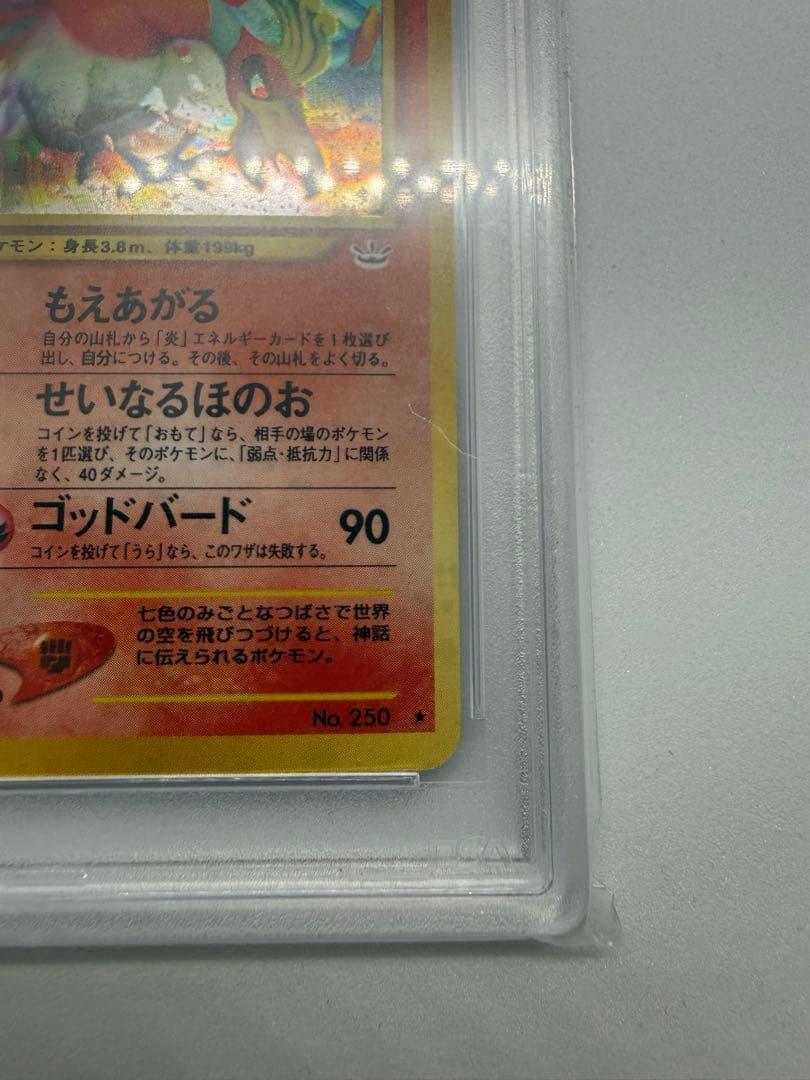 ケモン：身長3.8m、体重199kg
もえあがる
自分の山札から「炎」エネルギーカードを1枚選び
出し、自分につける。その後、その山札をよく切る。
せいなるほのお
コインを投げて「おもて」なら、相手の場のポケモン
を1匹選び、そのポケモンに、「弱点・抵抗力」に関係
なく、40ダメージ。
ゴッドバード 90
コインを投げて「うら」なら、このワザは失敗する。
七色のみごとなつばさで世界
の空を飛びつづけると、神話
に伝えられるポケモン。
No. 250 ★